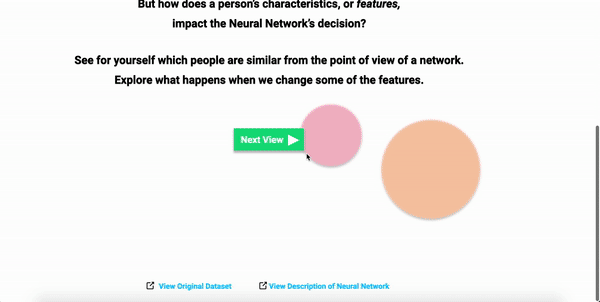 But how does a person's characteristics, or features,
impact the Neural Network's decision?
See for yourself which people are similar from the point of view of a network.
Explore what happens when we change some of the features.
Next View
View Original Dataset
View Description of Neural Network